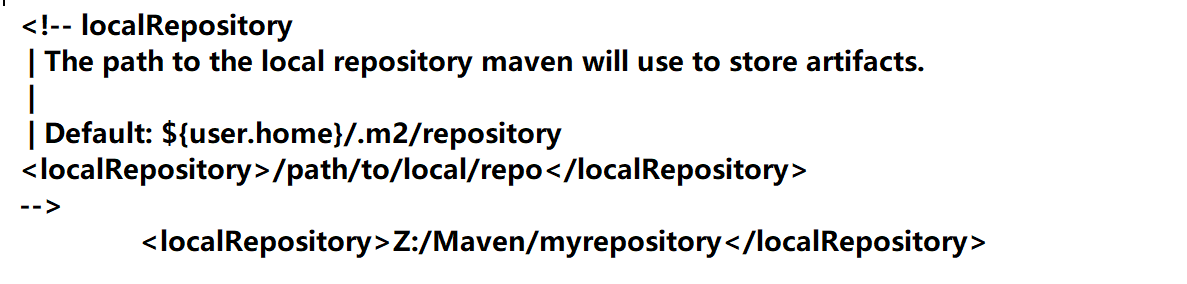 <!-- localRepository
| The path to the local repository maven will use to store artifacts.
|
| Default: ${user.home}/.m2/repository
<localRepository>/path/to/local/repo</localRepository>
-->
<localRepository>Z:/Maven/myrepository</localRepository>